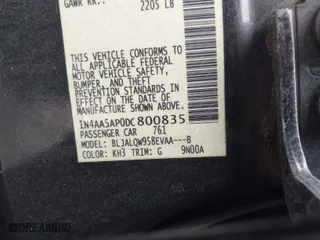 GAWR RR.:
2205 LB
THIS VEHICLE CONFORMS TO
ALL APPLICABLE FEDERAL
MOTOR VEHICLE SAFETY,
BUMPER, AND THEFT
PREVENTION STANDARDS
IN EFFECT ON THE DATE OF
MANUFACTURE SHOWN ABOVE.
1N4AA5AP0DC800835
PASSENGER CAR 761
MODEL: BLJALQW958EVAA---B
COLOR: KH3 TRIM: G 9N00A
DREAMBID